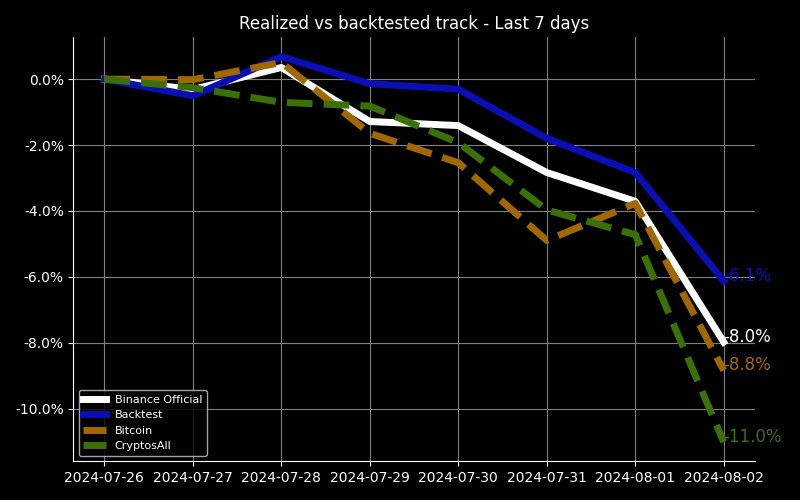 Realized vs backtested track - Last 7 days
0.0%
-2.0%
-4.0%
-6.0%
-8.0%
-10.0%
-6.1%
-8.0%
-8.8%
-11.0%
Binance Official
Backtest
Bitcoin
CryptosAll
2024-07-26 2024-07-27 2024-07-28 2024-07-29 2024-07-30 2024-07-31 2024-08-01 2024-08-02